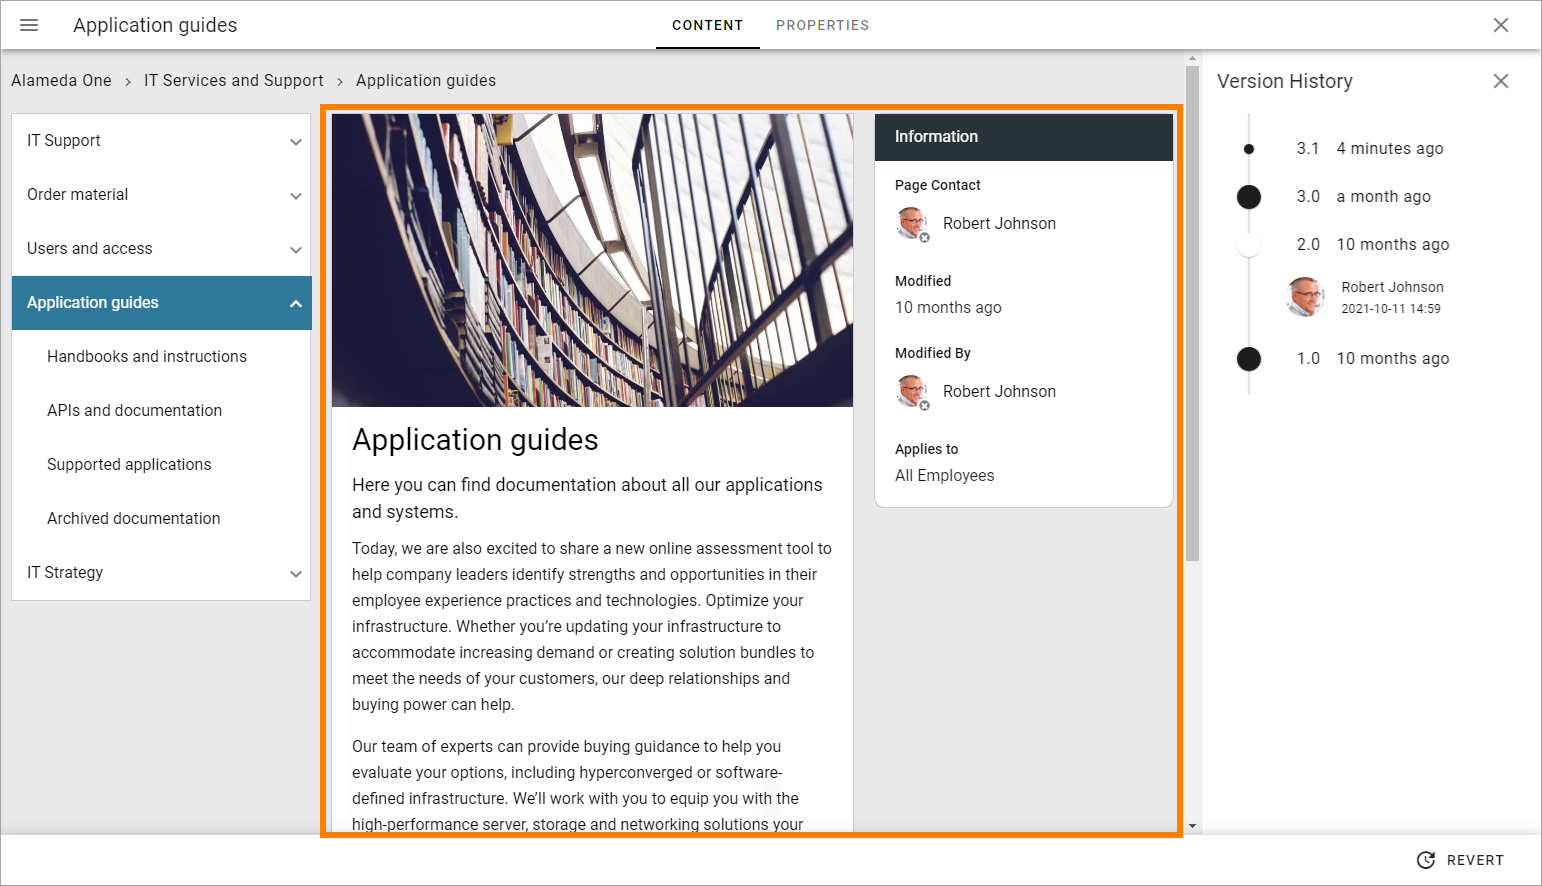 Application guides
CONTENT
PROPERTIES
Alameda One > IT Services and Support > Application guides
IT Support
Order material
Users and access
Application guides
Handbooks and instructions
APIs and documentation
Supported applications
Archived documentation
IT Strategy
Application guides
Here you can find documentation about all our applications
and systems.
Today, we are also excited to share a new online assessment tool to
help company leaders identify strengths and opportunities in their
employee experience practices and technologies. Optimize your
infrastructure. Whether you’re updating your infrastructure to
accommodate increasing demand or creating solution bundles to
meet the needs of your customers, our deep relationships and
buying power can help.
Our team of experts can provide buying guidance to help you
evaluate your options, including hyperconverged or software-
defined infrastructure. We’ll work with you to equip you with the
high-performance server, storage and networking solutions your
Information
Page Contact
Robert Johnson
Modified
10 months ago
Modified By
Robert Johnson
Applies to
All Employees
Version History
3.1 4 minutes ago
3.0 a month ago
2.0 10 months ago
Robert Johnson
2021-10-11 14:59
1.0 10 months ago
REVERT